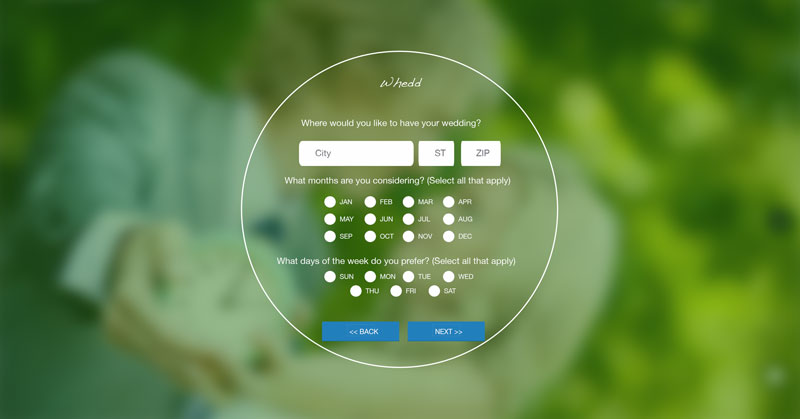 Whedd
Where would you like to have your wedding?
City ST ZIP
What months are you considering? (Select all that apply)
JAN FEB MAR APR
MAY JUN JUL AUG
SEP OCT NOV DEC
What days of the week do you prefer? (Select all that apply)
SUN MON TUE WED
THU FRI SAT
<< BACK NEXT >>